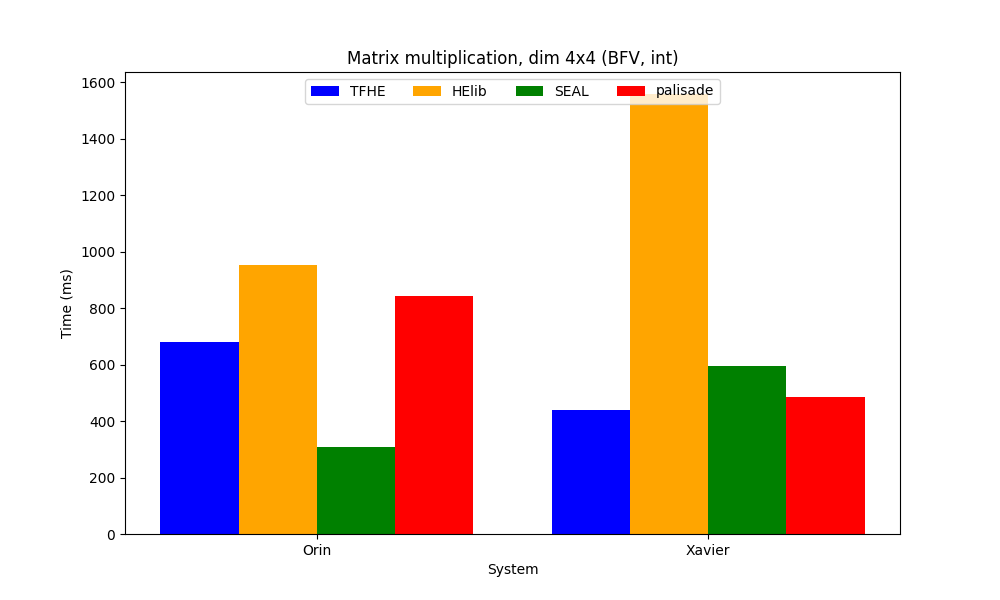 Matrix multiplication, dim 4x4 (BFV, int)
TFHE HElib SEAL palisade
1600
1400
1200
1000
800
600
400
200
0
Time (ms)
Orin Xavier
System